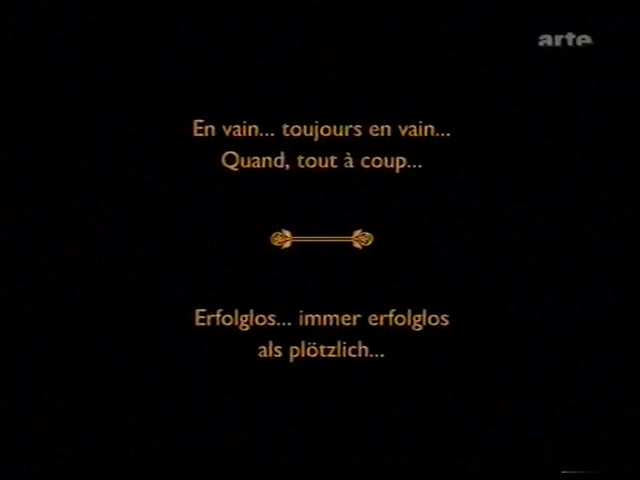 arte
En vain... toujours en vain...
Quand, tout à coup...
Erfolglos... immer erfolglos
als plötzlich...